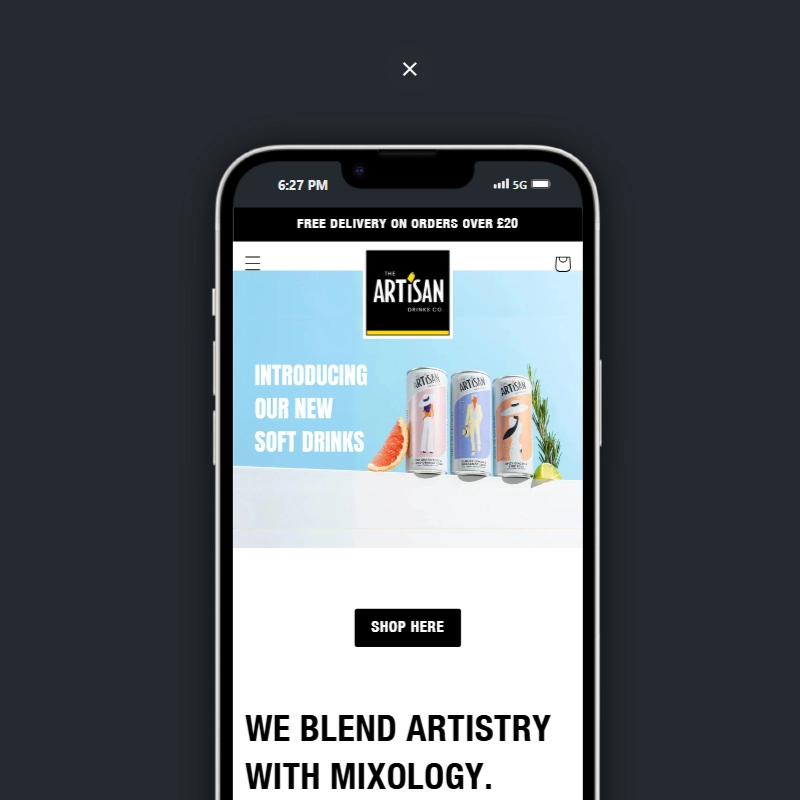 6:27 PM
5G
FREE DELIVERY ON ORDERS OVER £20
THE
ARTiSAN
DRINKS CO.
INTRODUCING
OUR NEW
SOFT DRINKS
ARTiSAN
ARTiSAN
ARTiSAN
SHOP HERE
WE BLEND ARTISTRY
WITH MIXOLOGY.